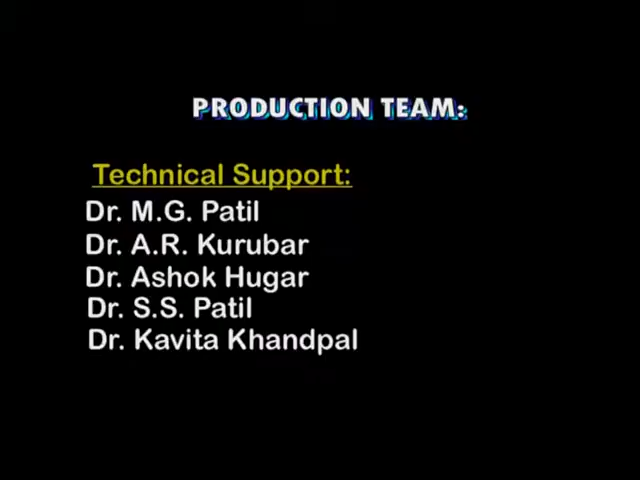 PRODUCTION TEAM:
Technical Support:
Dr. M.G. Patil
Dr. A.R. Kurubar
Dr. Ashok Hugar
Dr. S.S. Patil
Dr. Kavita Khandpal